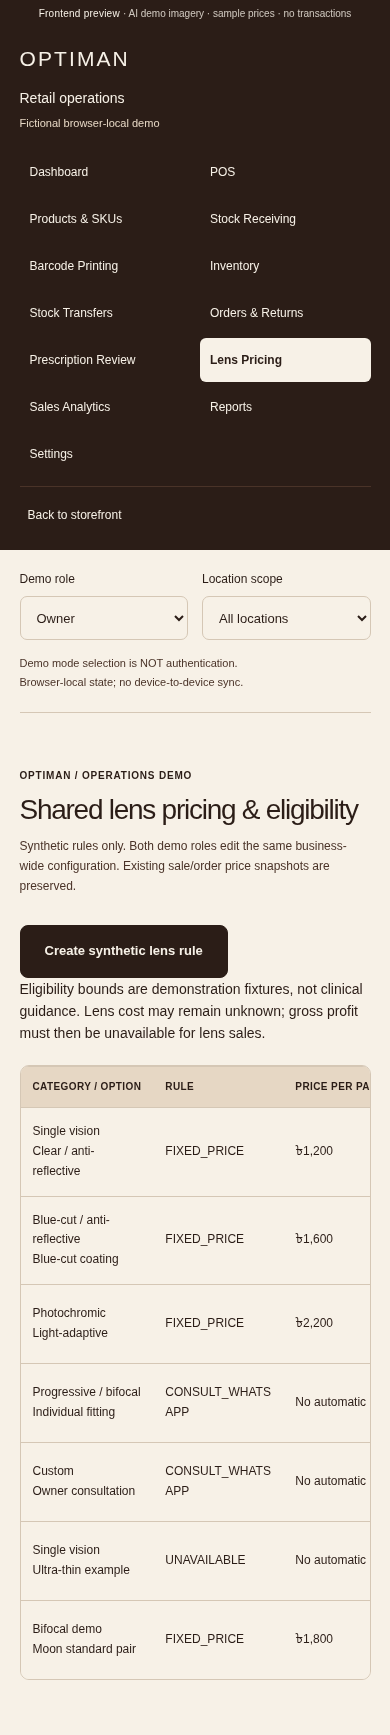 Frontend preview · AI demo imagery · sample prices · no transactions
OPTIMAN
Retail operations
Fictional browser-local demo
Dashboard
POS
Products & SKUs
Stock Receiving
Barcode Printing
Inventory
Stock Transfers
Orders & Returns
Prescription Review
Lens Pricing
Sales Analytics
Reports
Settings
Back to storefront
Demo role
Location scope
Owner
All locations
Demo mode selection is NOT authentication.
Browser-local state; no device-to-device sync.
OPTIMAN / OPERATIONS DEMO
Shared lens pricing & eligibility
Synthetic rules only. Both demo roles edit the same business-
wide configuration. Existing sale/order price snapshots are
preserved.
Create synthetic lens rule
Eligibility bounds are demonstration fixtures, not clinical
guidance. Lens cost may remain unknown; gross profit
must then be unavailable for lens sales.
CATEGORY / OPTION RULE PRICE PER PA
Single vision
Clear / anti-
reflective
FIXED_PRICE
৳1,200
Blue-cut / anti-
reflective
Blue-cut coating
FIXED_PRICE
৳1,600
Photochromic
Light-adaptive
FIXED_PRICE
৳2,200
Progressive / bifocal
Individual fitting
CONSULT_WHATS
APP
No automatic
Custom
Owner consultation
CONSULT_WHATS
APP
No automatic
Single vision
Ultra-thin example
UNAVAILABLE
No automatic
Bifocal demo
Moon standard pair
FIXED_PRICE
৳1,800